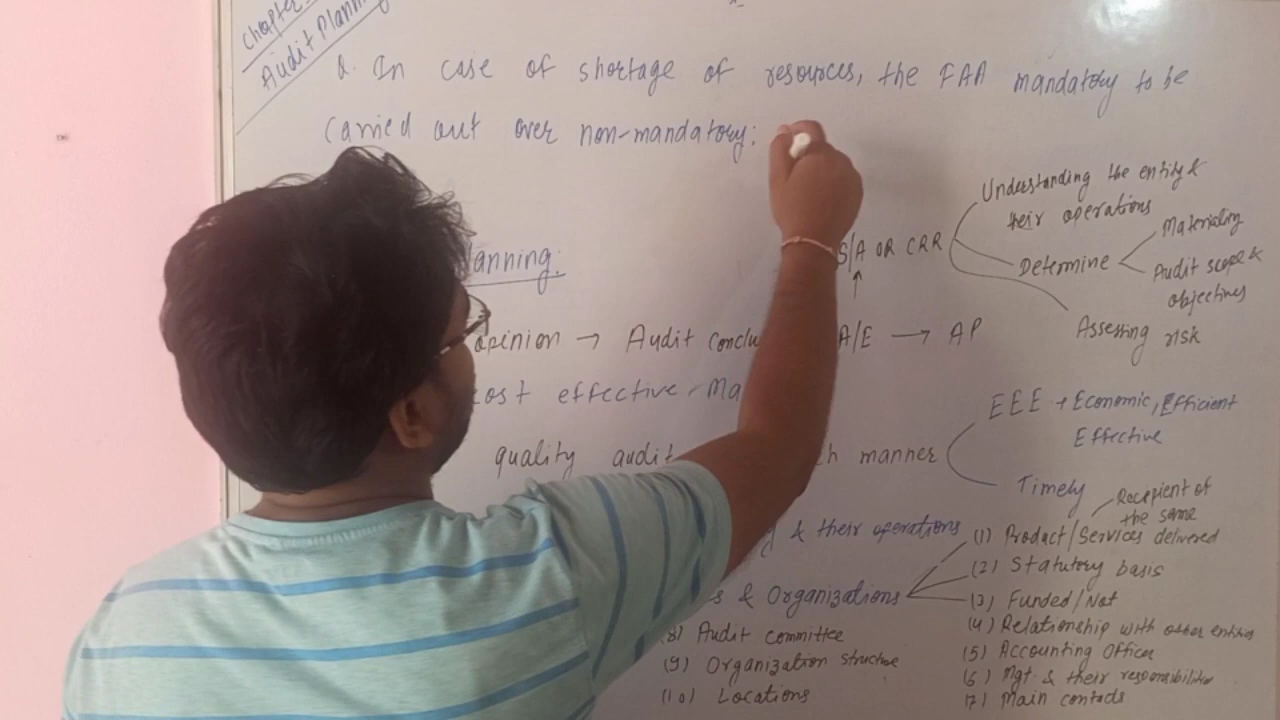 Chapter
Audit Planning
Q. In case of shortage of resources, the FAA mandatory to be
carried out over non-mandatory:
Planning:
S/A OR CRR
Understanding the entity &
their operations
Determine
Materiality
Audit scope &
objectives
Assessing risk
opinion → Audit conclu A/E → AP
cost effective Ma
EEE → Economic, Efficient
Effective
quality audit manner
Timely
& their operations
Recepient of
the same
(1) Product/Services delivered
(2) Statutory basis
& Organizations
(3) Funded/Not
(4) Relationship with other entities
(5) Accounting Officer
(6) Mgt & their responsibilities
(7) Main contacts
(8) Audit committee
(9) Organization structure
(10) Locations